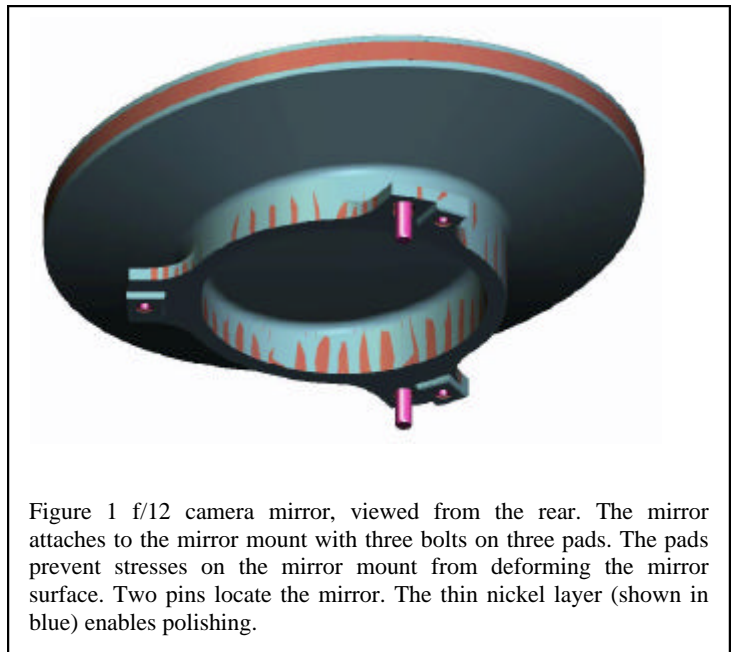 Figure 1 f/12 camera mirror, viewed from the rear. The mirror
attaches to the mirror mount with three bolts on three pads. The pads
prevent stresses on the mirror mount from deforming the mirror
surface. Two pins locate the mirror. The thin nickel layer (shown in
blue) enables polishing.